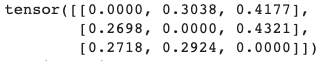 tensor([[0.0000, 0.3038, 0.4177],
        [0.2698, 0.0000, 0.4321],
        [0.2718, 0.2924, 0.0000]])